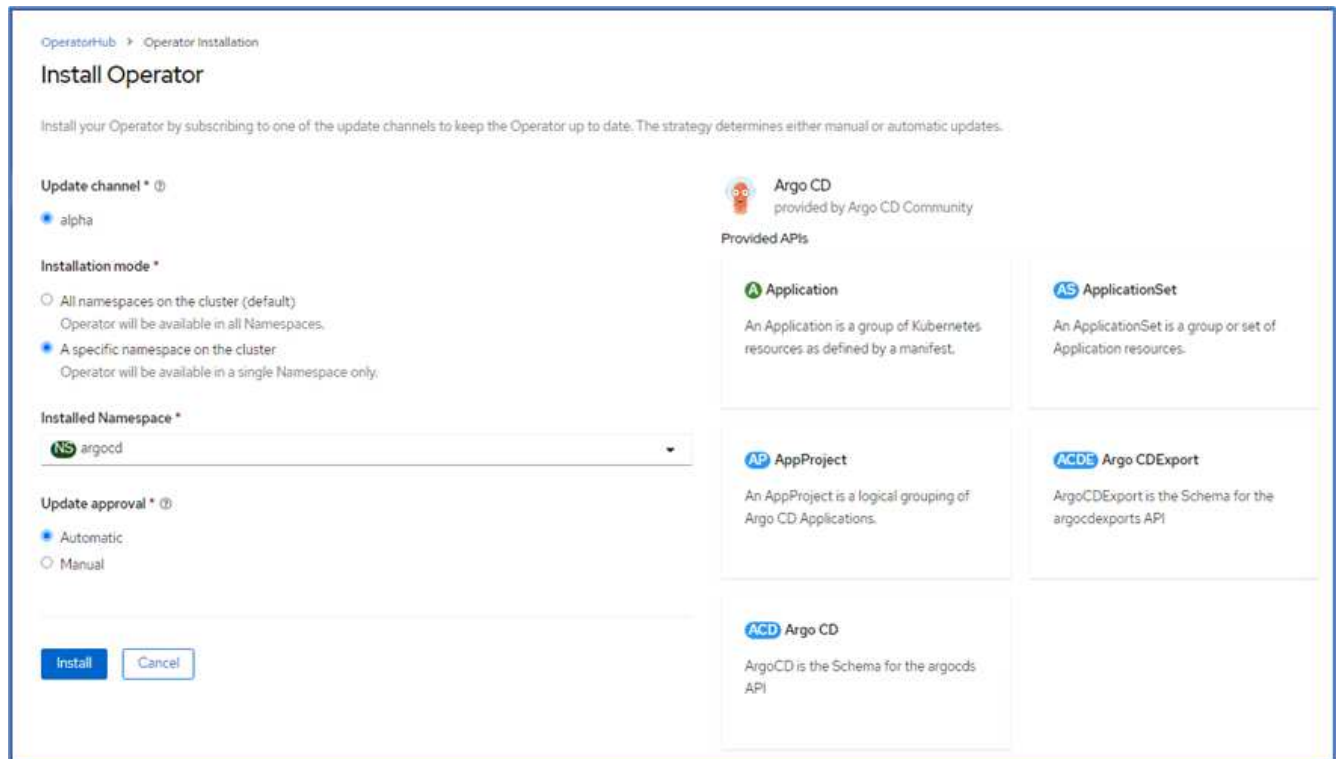 OperatorHub > Operator Installation
Install Operator
Install your Operator by subscribing to one of the update channels to keep the Operator up to date. The strategy determines either manual or automatic updates.
Update channel *
alpha
Installation mode *
All namespaces on the cluster (default)
Operator will be available in all Namespaces.
A specific namespace on the cluster
Operator will be available in a single Namespace only.
Installed Namespace *
NS argocd
Update approval *
Automatic
Manual
Install Cancel
Argo CD
provided by Argo CD Community
Provided APIs
A Application
An Application is a group of Kubernetes
resources as defined by a manifest.
AS ApplicationSet
An ApplicationSet is a group or set of
Application resources.
AP AppProject
An AppProject is a logical grouping of
Argo CD Applications.
ACDE Argo CDExport
ArgoCDExport is the Schema for the
argocdexports API
ACD Argo CD
ArgoCD is the Schema for the argocds
API